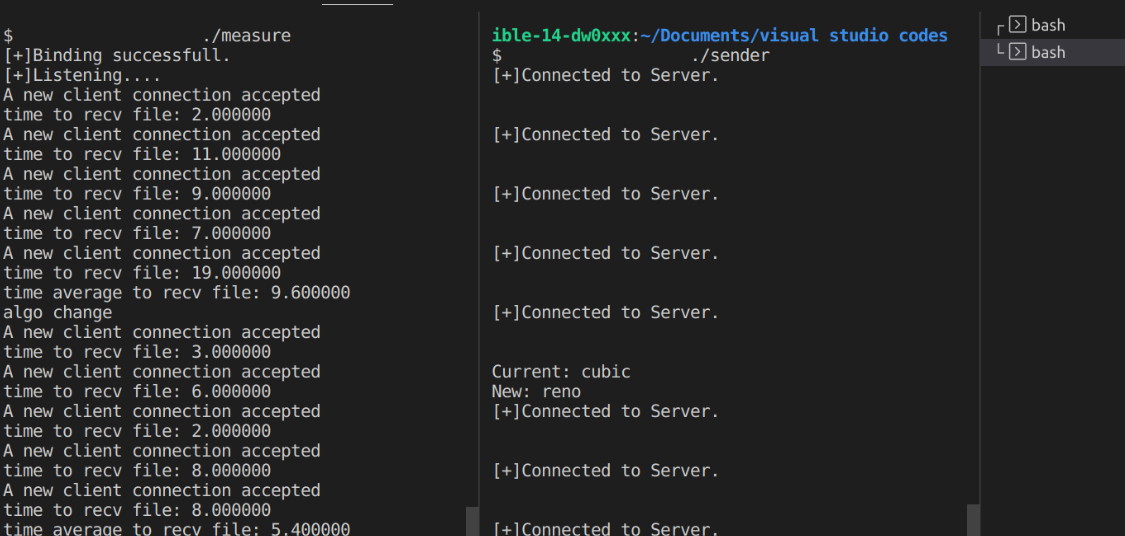 $ ./measure
[+]Binding successfull.
[+]Listening....
A new client connection accepted
time to recv file: 2.000000
A new client connection accepted
time to recv file: 11.000000
A new client connection accepted
time to recv file: 9.000000
A new client connection accepted
time to recv file: 7.000000
A new client connection accepted
time to recv file: 19.000000
time average to recv file: 9.600000
algo change
A new client connection accepted
time to recv file: 3.000000
A new client connection accepted
time to recv file: 6.000000
A new client connection accepted
time to recv file: 2.000000
A new client connection accepted
time to recv file: 8.000000
A new client connection accepted
time to recv file: 8.000000
time average to recv file: 5.400000
ible-14-dw0xxx:~/Documents/visual studio codes
$ ./sender
[+]Connected to Server.
[+]Connected to Server.
[+]Connected to Server.
[+]Connected to Server.
[+]Connected to Server.
Current: cubic
New: reno
[+]Connected to Server.
[+]Connected to Server.
[+]Connected to Server.
bash
bash